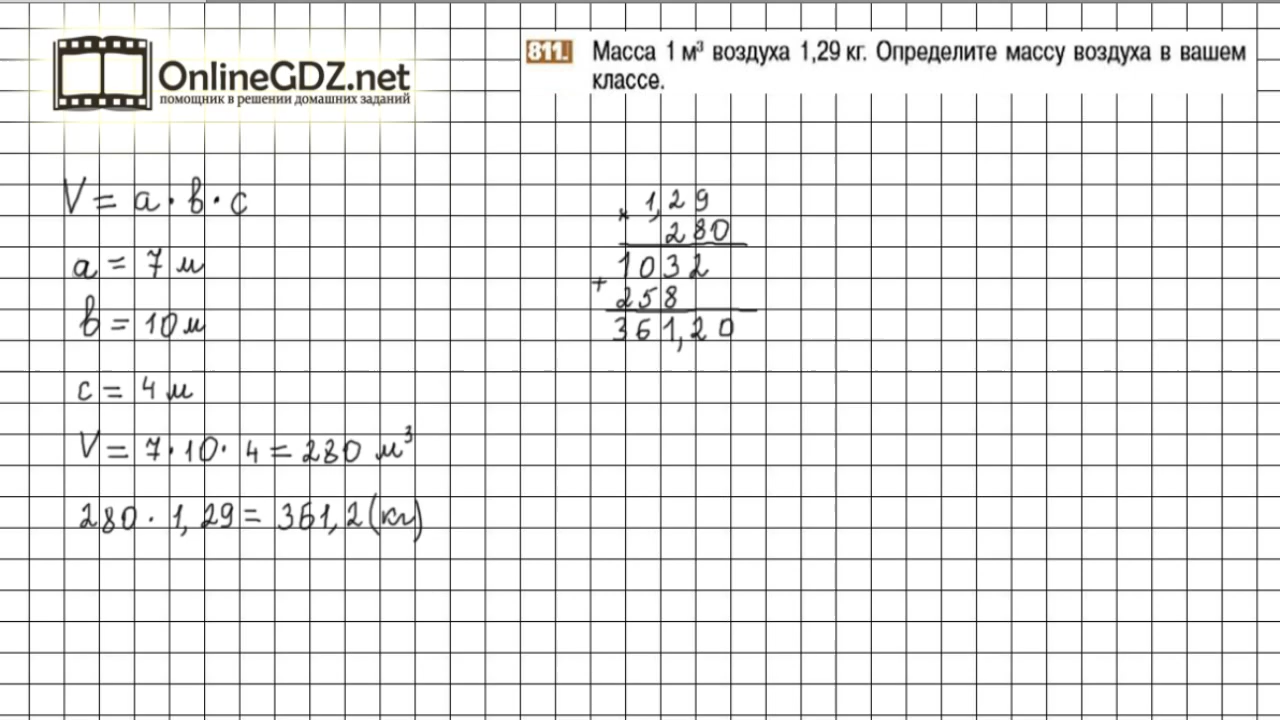 OnlineGDZ.net
помощник в решении домашних заданий
811. Масса 1 м³ воздуха 1,29 кг. Определите массу воздуха в вашем
классе.
V = a · b · c
a = 7 м
b = 10 м
c = 4 м
V = 7 · 10 · 4 = 280 м³
280 · 1,29 = 361,2 (кг)
× 1,29
280
1032
+ 258
361,20